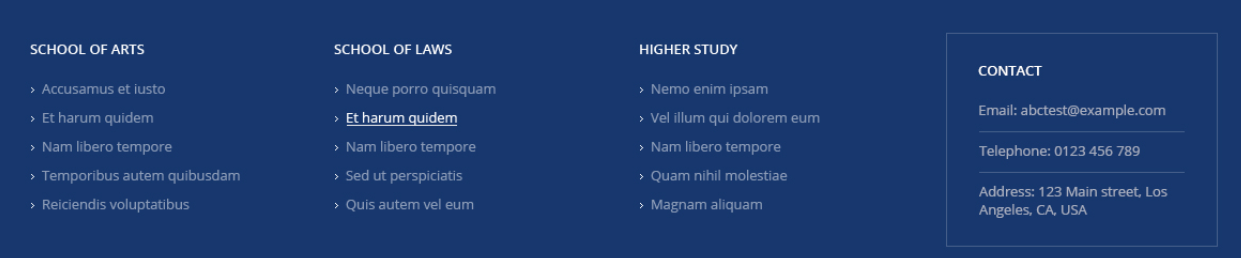 SCHOOL OF ARTS
Accusamus et iusto
Et harum quidem
Nam libero tempore
Temporibus autem quibusdam
Reiciendis voluptatibus
SCHOOL OF LAWS
Neque porro quisquam
Et harum quidem
Nam libero tempore
Sed ut perspiciatis
Quis autem vel eum
HIGHER STUDY
Nemo enim ipsam
Vel illum qui dolorem eum
Nam libero tempore
Quam nihil molestiae
Magnam aliquam
CONTACT
Email: abctest@example.com
Telephone: 0123 456 789
Address: 123 Main street, Los
Angeles, CA, USA